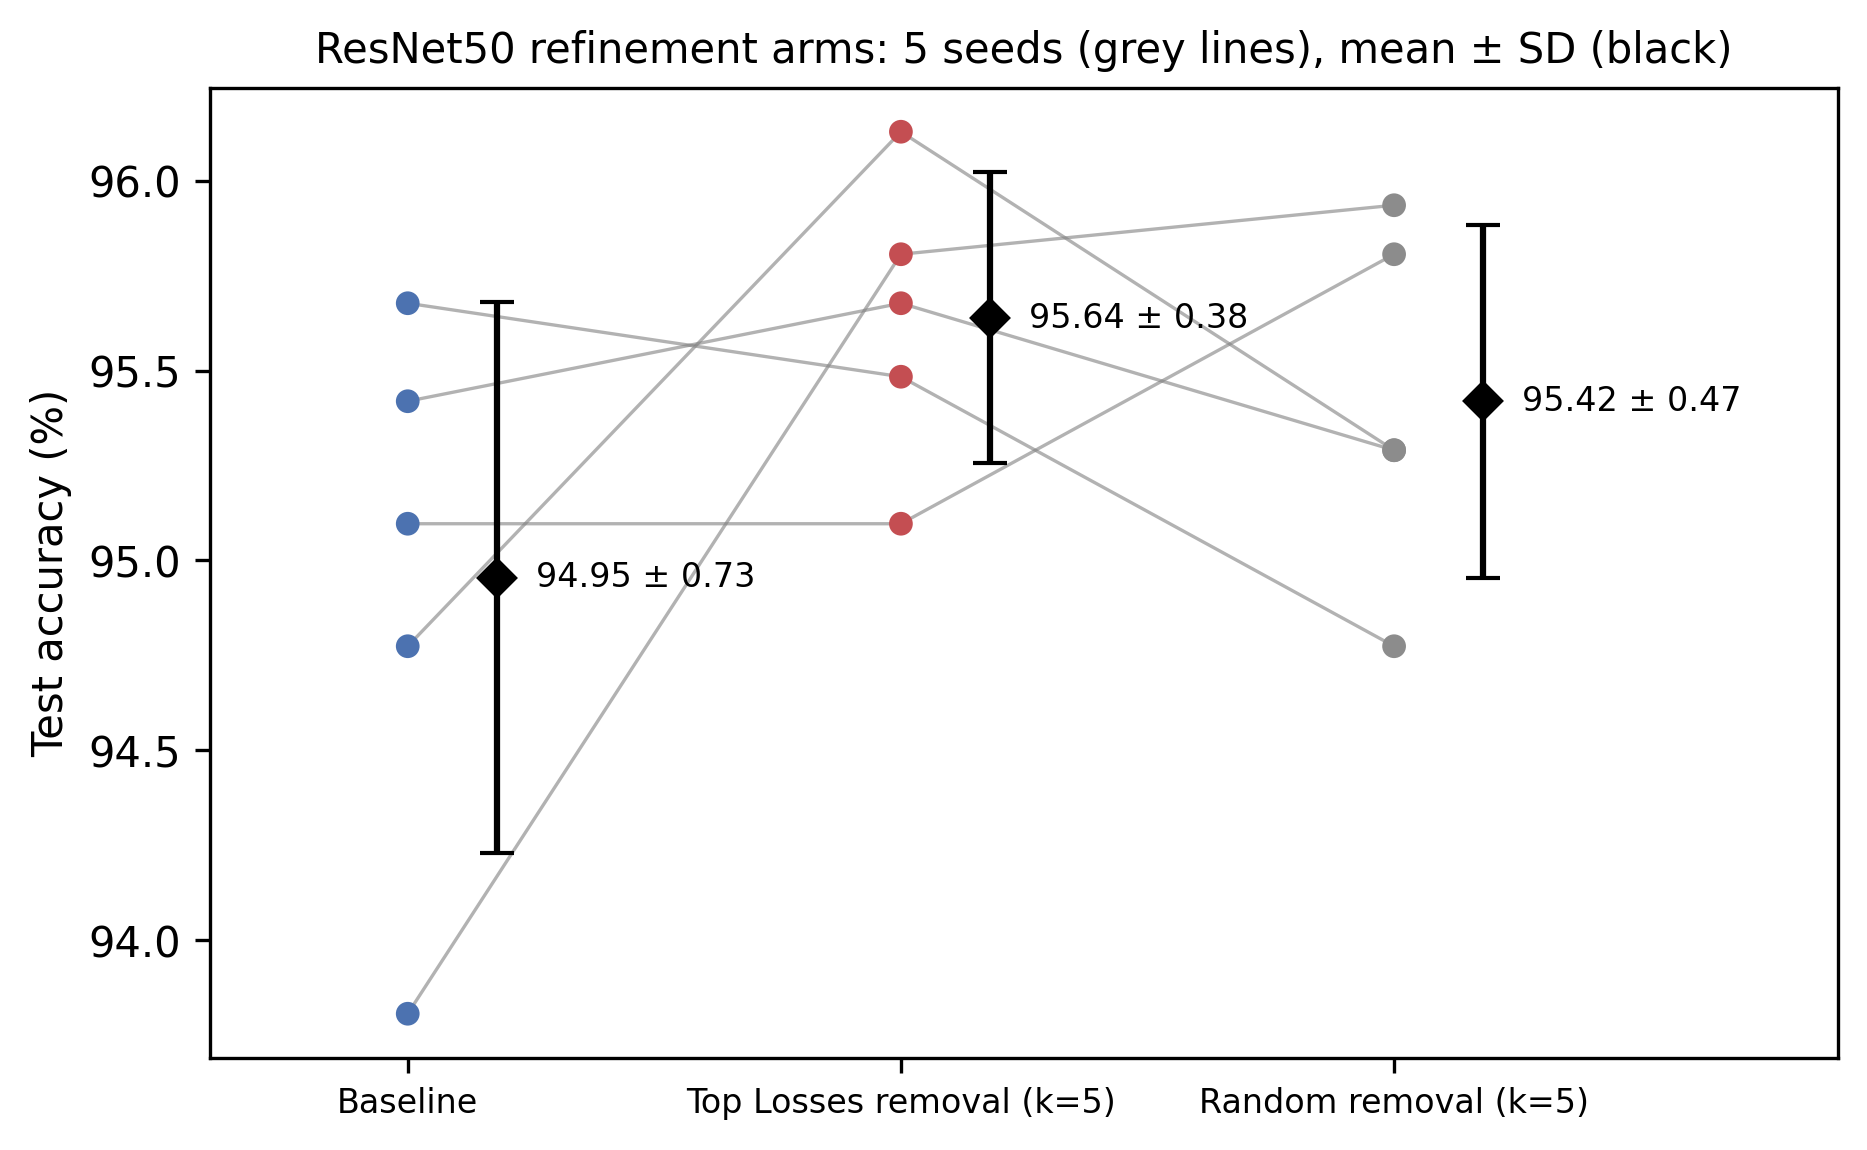 ResNet50 refinement arms: 5 seeds (grey lines), mean ± SD (black)
Test accuracy (%)
96.0
95.5
95.0
94.5
94.0
94.95 ± 0.73
95.64 ± 0.38
95.42 ± 0.47
Baseline
Top Losses removal (k=5)
Random removal (k=5)